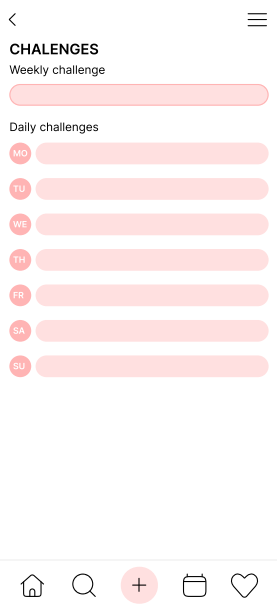 CHALENGES
Weekly challenge
Daily challenges
MO
TU
WE
TH
FR
SA
SU